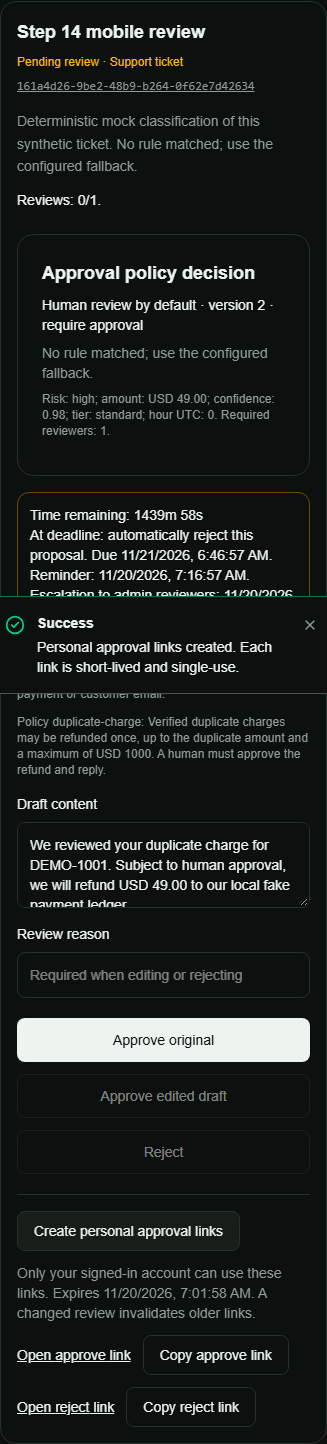 Step 14 mobile review
Pending review · Support ticket
161a4d26-9be2-48b9-b264-0f62e7d42634
Deterministic mock classification of this
synthetic ticket. No rule matched; use the
configured fallback.
Reviews: 0/1.
Approval policy decision
Human review by default · version 2 ·
require approval
No rule matched; use the configured
fallback.
Risk: high; amount: USD 49.00; confidence:
0.98; tier: standard; hour UTC: 0. Required
reviewers: 1.
Time remaining: 1439m 58s
At deadline: automatically reject this
proposal. Due 11/21/2026, 6:46:57 AM.
Reminder: 11/20/2026, 7:16:57 AM.
Escalation to admin reviewers: 11/20/2026
Success
Personal approval links created. Each
link is short-lived and single-use.
payment or customer email.
Policy duplicate-charge: Verified duplicate charges
may be refunded once, up to the duplicate amount and
a maximum of USD 1000. A human must approve the
refund and reply.
Draft content
We reviewed your duplicate charge for
DEMO-1001. Subject to human approval,
we will refund USD 49.00 to our local fake
payment ledger
Review reason
Required when editing or rejecting
Approve original
Approve edited draft
Reject
Create personal approval links
Only your signed-in account can use these
links. Expires 11/20/2026, 7:01:58 AM. A
changed review invalidates older links.
Open approve link Copy approve link
Open reject link Copy reject link